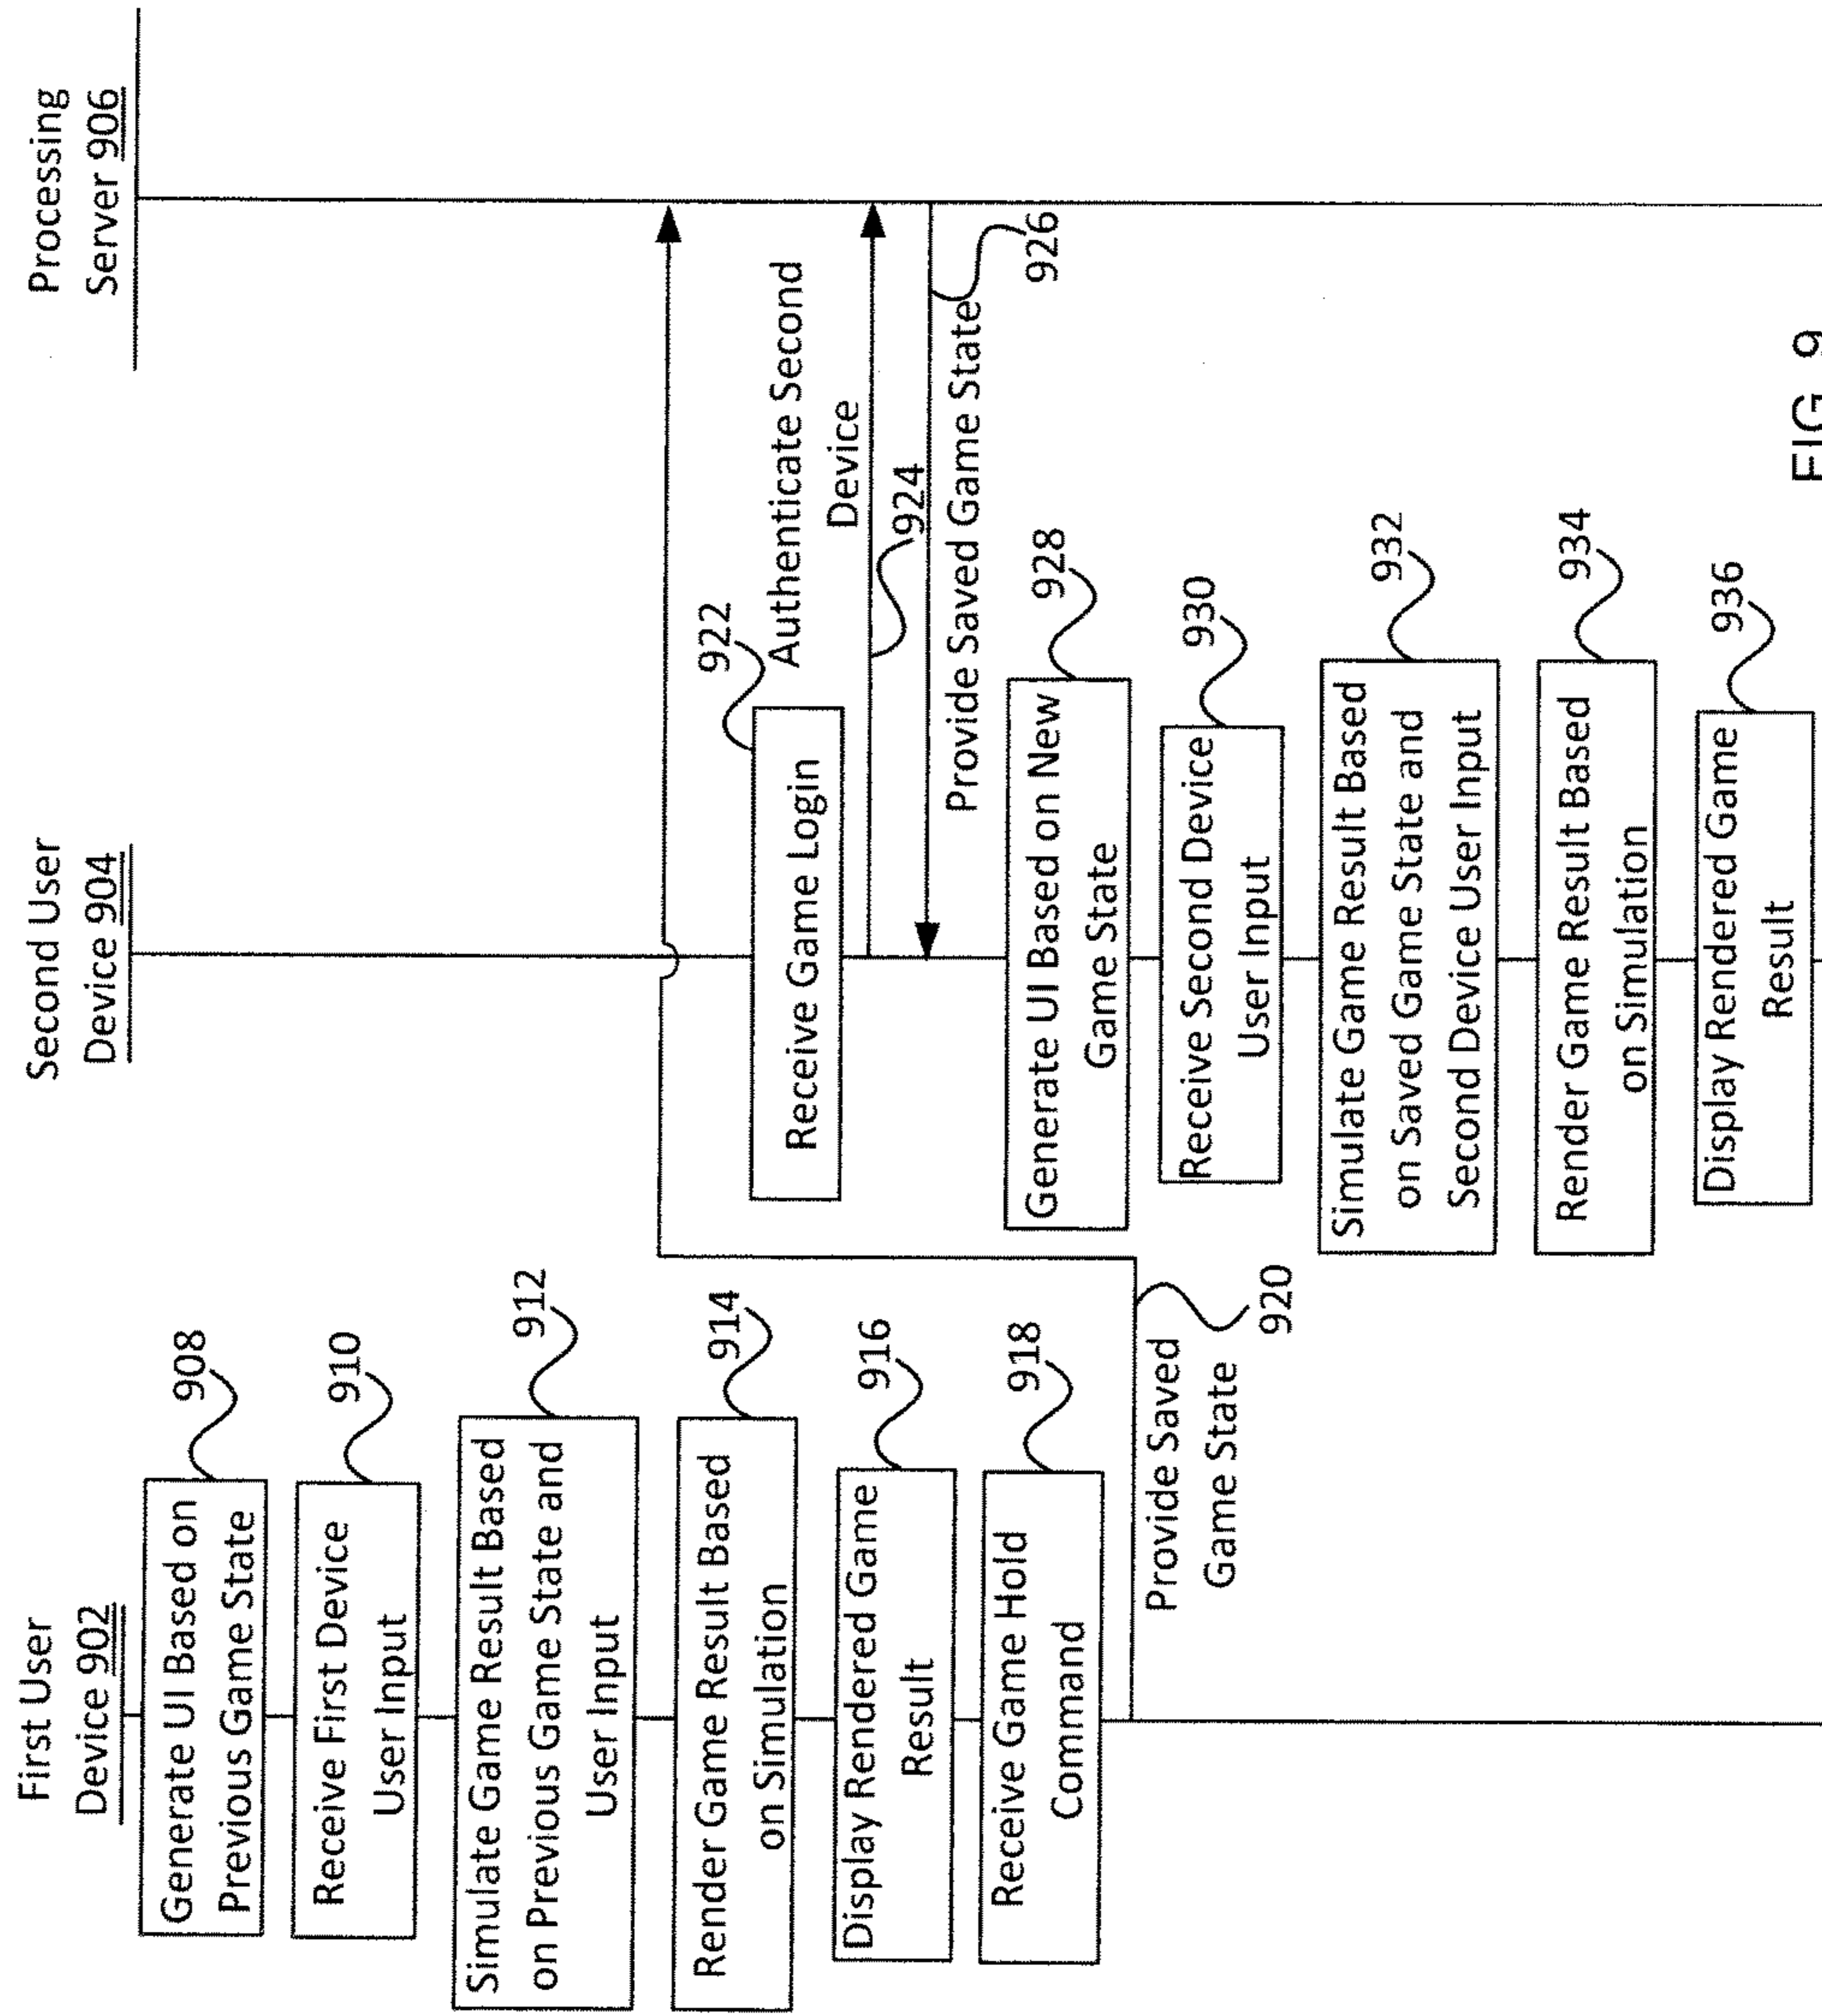 First User
Device 902
Second User
Device 904
Processing
Server 906
Generate UI Based on
Previous Game State
908
Receive First Device
User Input
910
Simulate Game Result Based
on Previous Game State and
User Input
912
Render Game Result Based
on Simulation
914
Display Rendered Game
Result
916
Receive Game Hold
Command
918
Provide Saved
Game State
920
Receive Game Login
922
Authenticate Second
Device
924
Provide Saved Game State
926
Generate UI Based on New
Game State
928
Receive Second Device
User Input
930
Simulate Game Result Based
on Saved Game State and
Second Device User Input
932
Render Game Result Based
on Simulation
934
Display Rendered Game
Result
936
FIG. 9